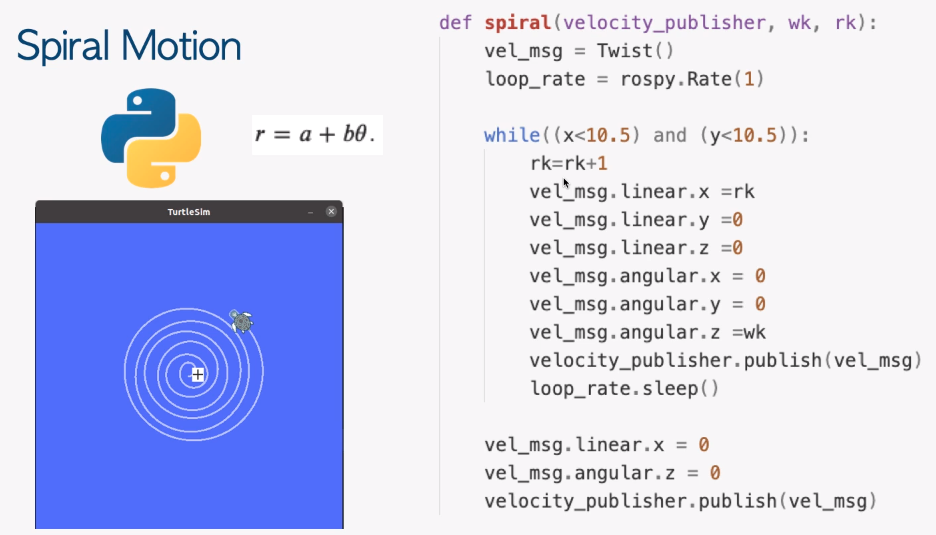 Spiral Motion
r = a + bθ.
TurtleSim
def spiral(velocity_publisher, wk, rk):
vel_msg = Twist()
loop_rate = rospy.Rate(1)
while((x<10.5) and (y<10.5)):
rk=rk+1
vel_msg.linear.x =rk
vel_msg.linear.y =0
vel_msg.linear.z =0
vel_msg.angular.x = 0
vel_msg.angular.y = 0
vel_msg.angular.z =wk
velocity_publisher.publish(vel_msg)
loop_rate.sleep()
vel_msg.linear.x = 0
vel_msg.angular.z = 0
velocity_publisher.publish(vel_msg)